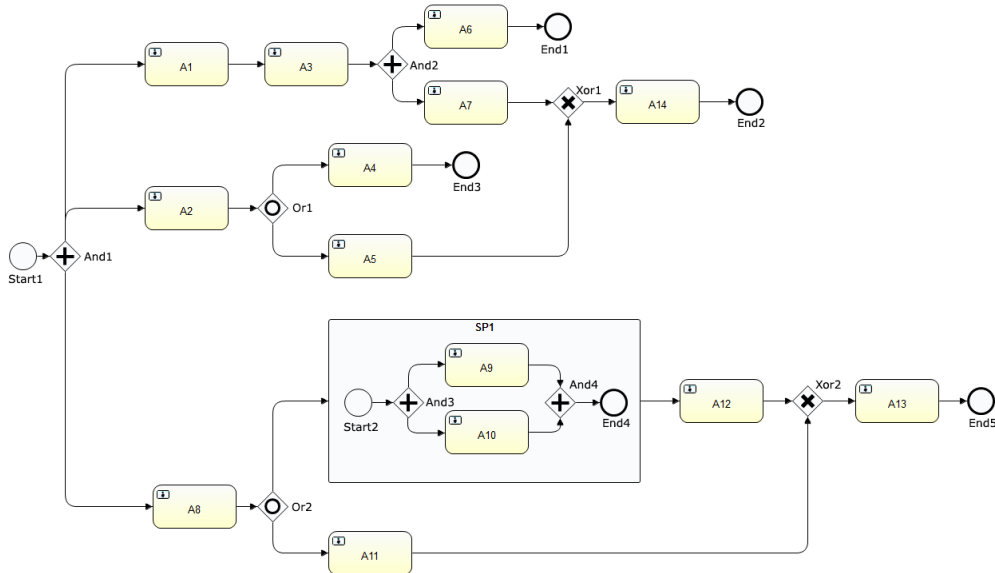 A6
End1
A1
A3
And2
A7
Xor1
A14
End2
A4
End3
A2
Or1
A5
And1
Start1
SP1
A9
And4
And3
Start2
End4
A10
A12
Xor2
A13
End5
A8
Or2
A11